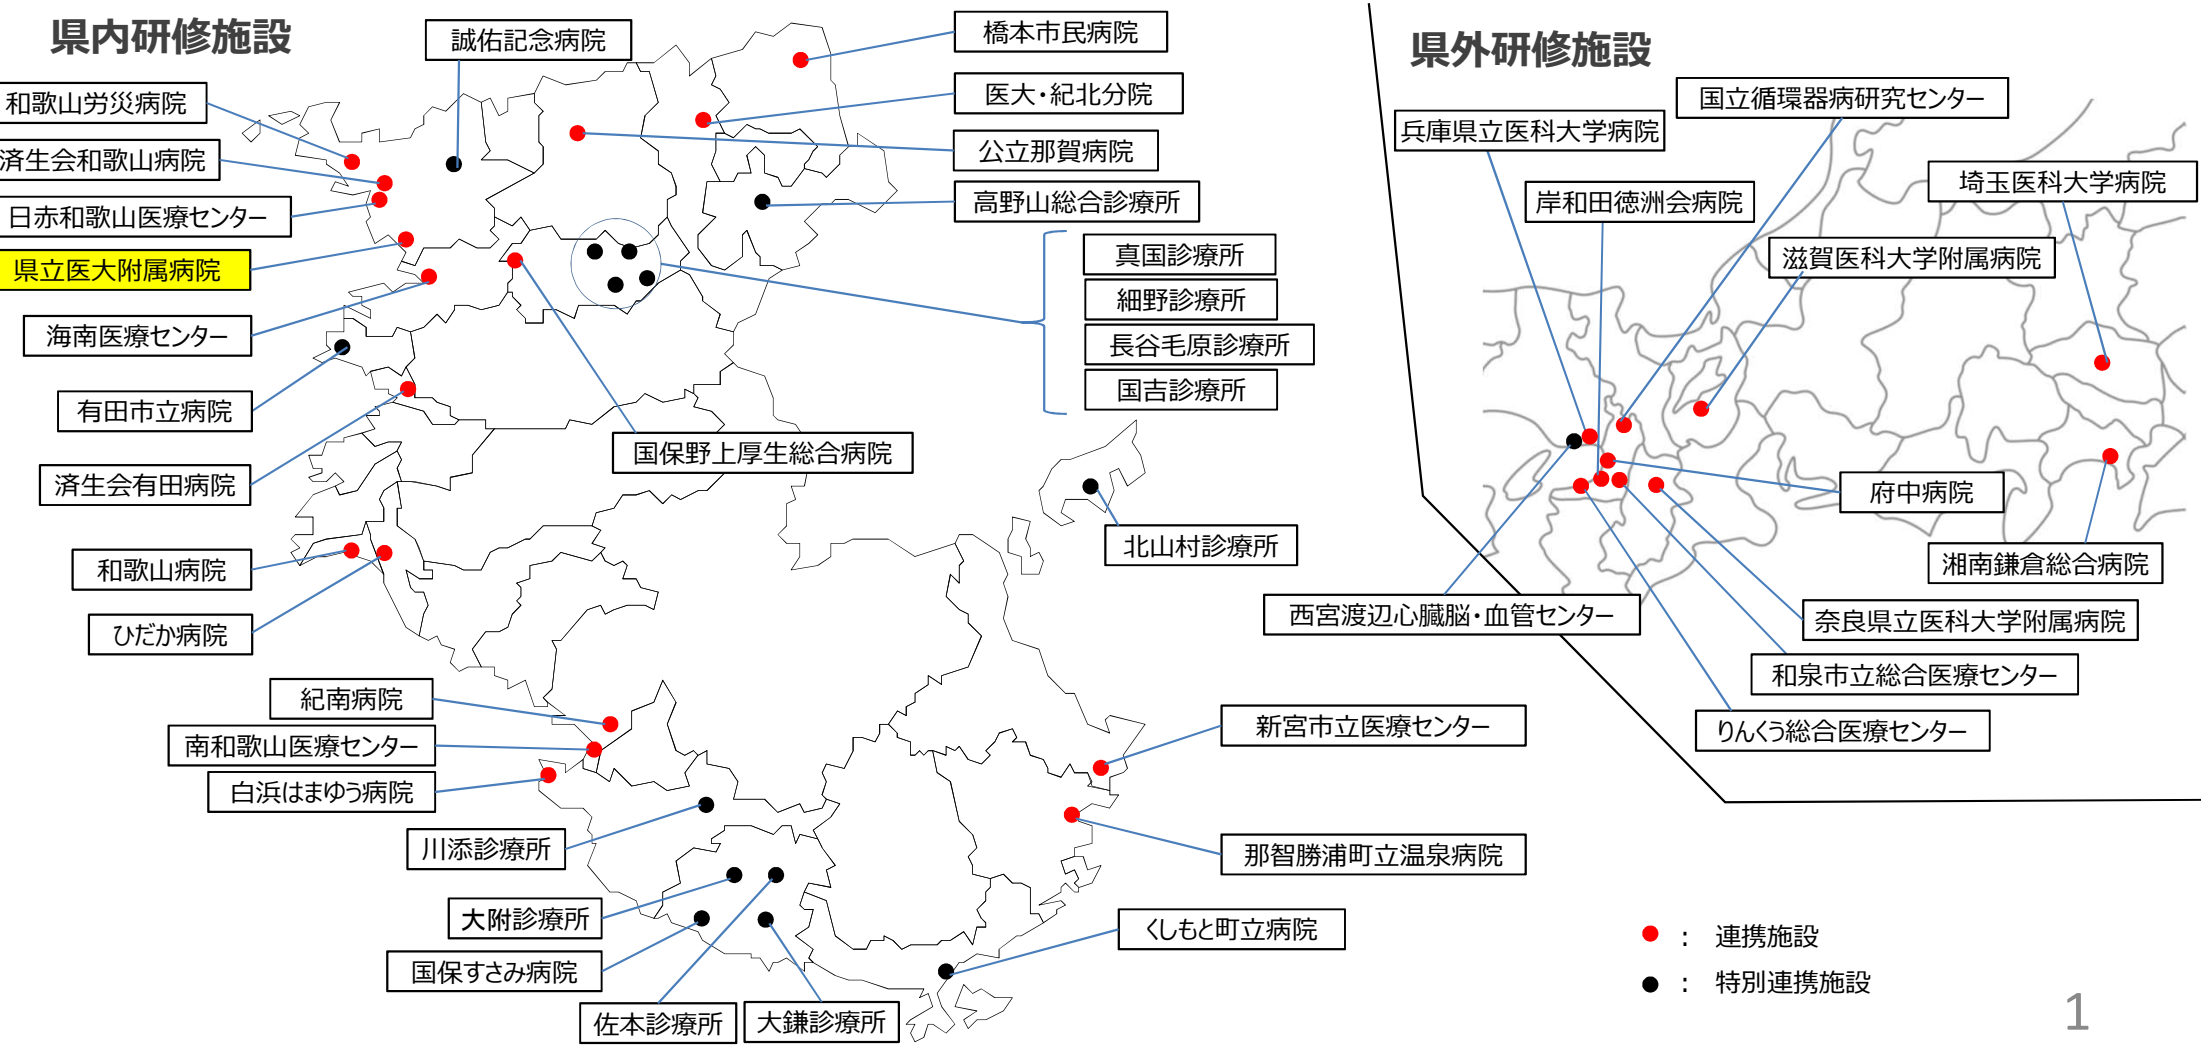 県内研修施設
誠佑記念病院
和歌山労災病院
済生会和歌山病院
日赤和歌山医療センター
県立医大附属病院
海南医療センター
有田市立病院
済生会有田病院
和歌山病院
ひだか病院
紀南病院
南和歌山医療センター
白浜はまゆう病院
川添診療所
大附診療所
国保すさみ病院
佐本診療所
大鎌診療所
橋本市民病院
医大・紀北分院
公立那賀病院
高野山総合診療所
真国診療所
細野診療所
長谷毛原診療所
国吉診療所
国保野上厚生総合病院
北山村診療所
新宮市立医療センター
那智勝浦町立温泉病院
くしもと町立病院
県外研修施設
国立循環器病研究センター
兵庫県立医科大学病院
埼玉医科大学病院
岸和田徳洲会病院
滋賀医科大学附属病院
府中病院
湘南鎌倉総合病院
西宮渡辺心臓脳・血管センター
奈良県立医科大学附属病院
和泉市立総合医療センター
りんくう総合医療センター
： 連携施設
： 特別連携施設
1